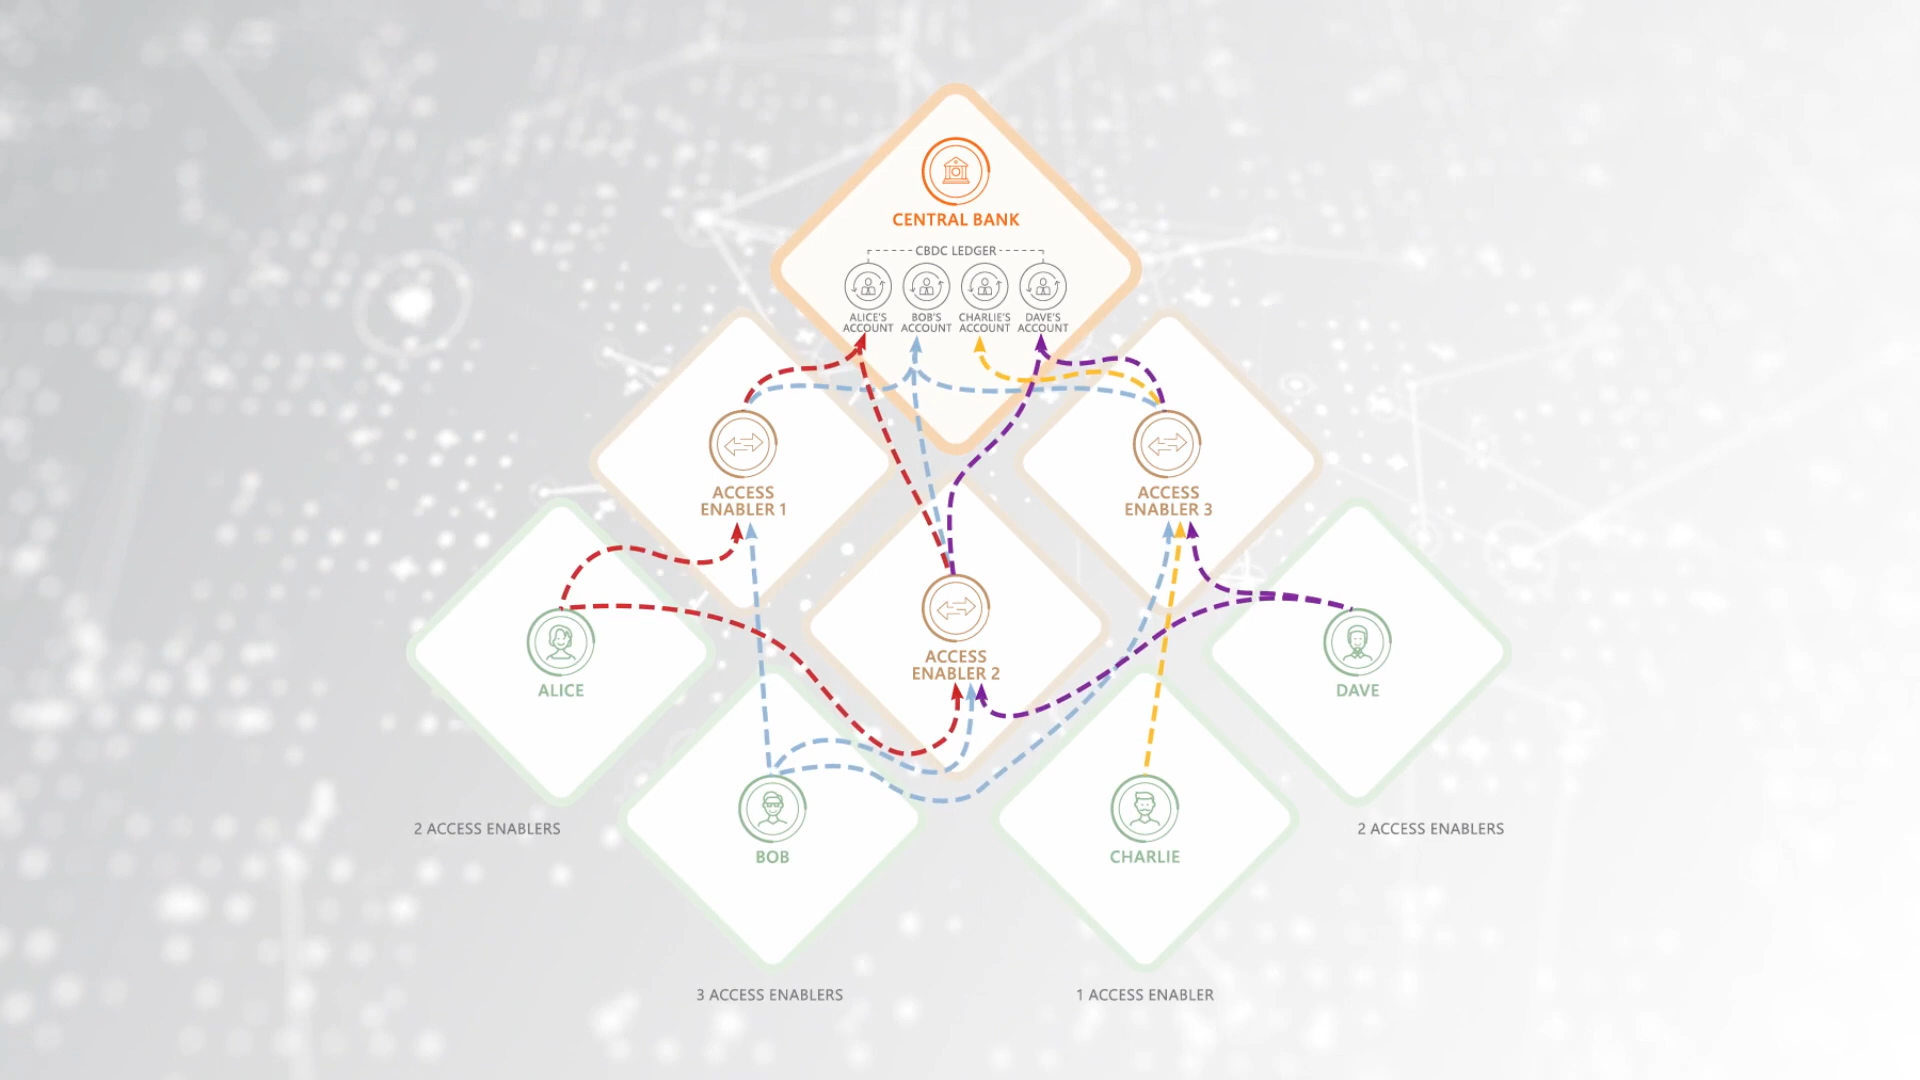 CENTRAL BANK
CBDC LEDGER
ALICE'S
ACCOUNT
BOB'S
ACCOUNT
CHARLIE'S
ACCOUNT
DAVE'S
ACCOUNT
ACCESS
ENABLER 1
ACCESS
ENABLER 3
ACCESS
ENABLER 2
ALICE
DAVE
BOB
CHARLIE
2 ACCESS ENABLERS
2 ACCESS ENABLERS
3 ACCESS ENABLERS
1 ACCESS ENABLER